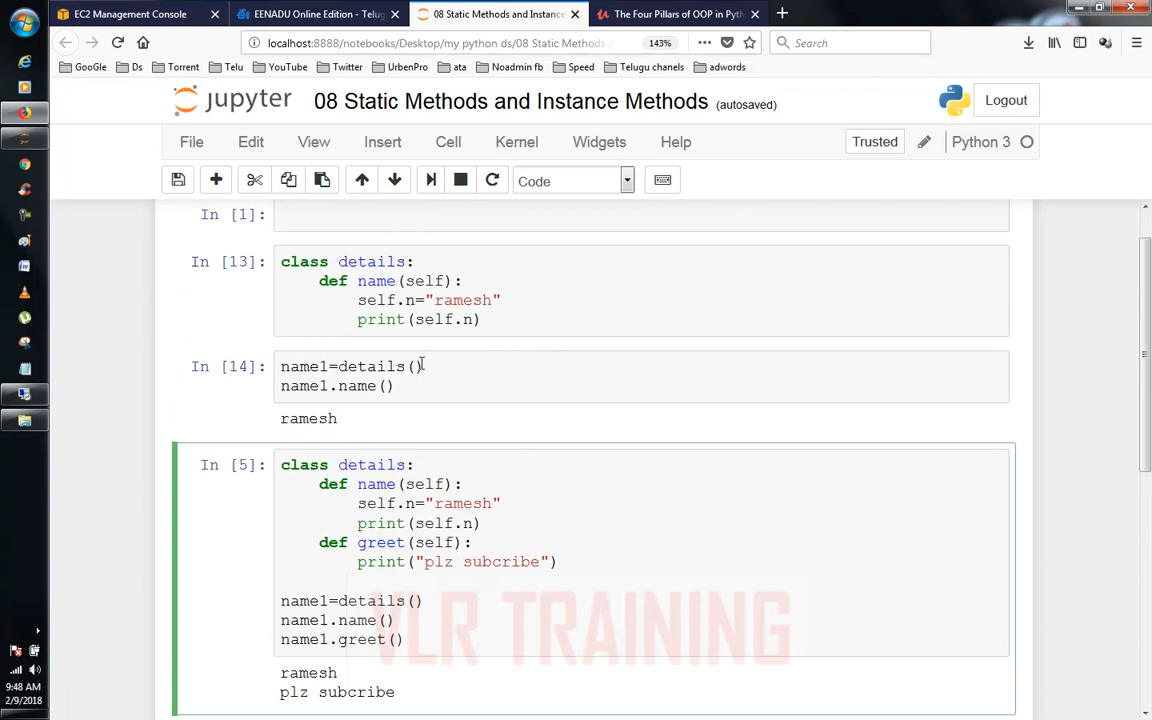 EC2 Management Console
EENADU Online Edition - Telug
08 Static Methods and Instance
The Four Pillars of OOP in Pyth
localhost:8888/notebooks/Desktop/my python ds/08 Static Methods
143%
Search
GooGle
Ds
Torrent
Telu
YouTube
Twitter
UrbenPro
ata
Noadmin fb
Speed
Telugu chanels
adwords
jupyter
08 Static Methods and Instance Methods (autosaved)
Logout
File
Edit
View
Insert
Cell
Kernel
Widgets
Help
Trusted
Python 3
Code
In [1]:
In [13]:
class details:
def name(self):
self.n="ramesh"
print(self.n)
In [14]:
name1=details()
name1.name()
ramesh
In [5]:
class details:
def name(self):
self.n="ramesh"
print(self.n)
def greet(self):
print("plz subcribe")
name1=details()
name1.name()
name1.greet()
VLR TRAINING
ramesh
plz subcribe
9:48 AM
2/9/2018